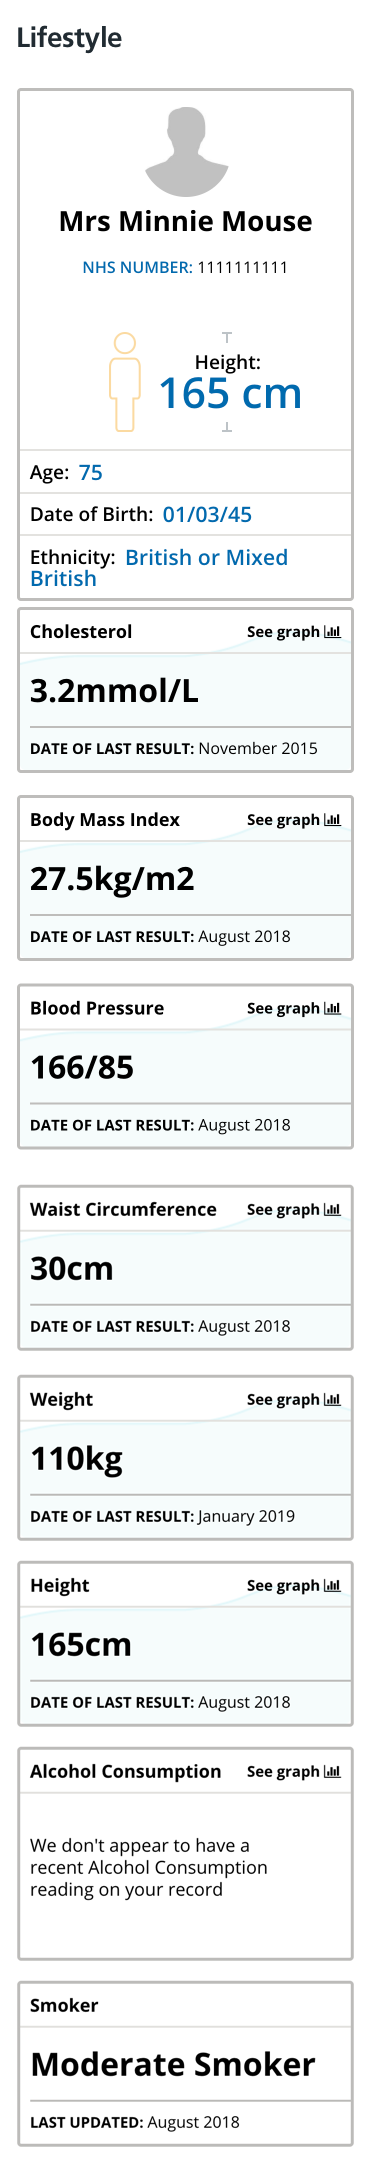 Lifestyle
Mrs Minnie Mouse
NHS NUMBER: 1111111111
Height:
165 cm
Age: 75
Date of Birth: 01/03/45
Ethnicity: British or Mixed
British
Cholesterol See graph
3.2mmol/L
DATE OF LAST RESULT: November 2015
Body Mass Index See graph
27.5kg/m2
DATE OF LAST RESULT: August 2018
Blood Pressure See graph
166/85
DATE OF LAST RESULT: August 2018
Waist Circumference See graph
30cm
DATE OF LAST RESULT: August 2018
Weight See graph
110kg
DATE OF LAST RESULT: January 2019
Height See graph
165cm
DATE OF LAST RESULT: August 2018
Alcohol Consumption See graph
We don't appear to have a
recent Alcohol Consumption
reading on your record
Smoker
Moderate Smoker
LAST UPDATED: August 2018